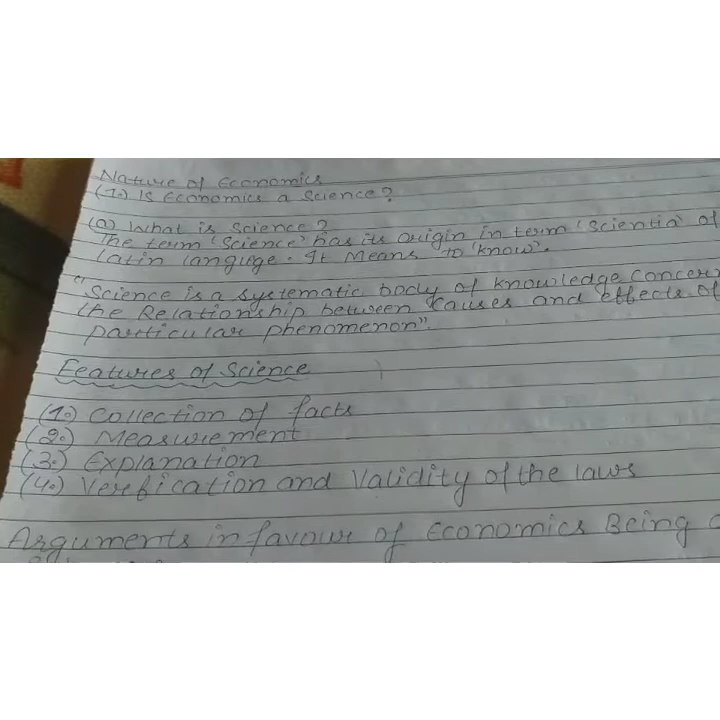 Nature of Economics
(1.) Is Economics a Science?
(a) What is Science?
The term 'Science' has its origin in term 'Scientia' of
Latin languge. It Means 'to know'.
"Science is a systematic body of knowledge concern
the Relationship between causes and effects of
particular phenomenon".
Features of Science
(1.) Collection of facts
(2.) Measurement
(3.) Explanation
(4.) Verification and Validity of the laws
Arguments in favour of Economics Being